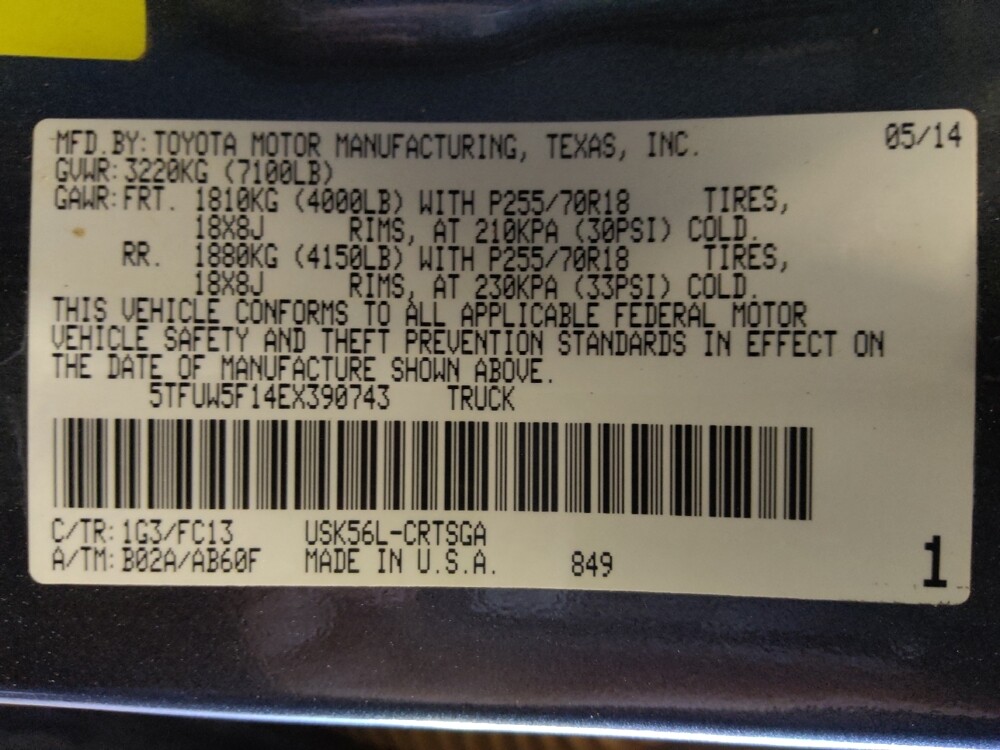 MFD.BY: TOYOTA MOTOR MANUFACTURING, TEXAS, INC. 05/14
GVWR: 3220KG (7100LB)
GAWR: FRT. 1810KG (4000LB) WITH P255/70R18 TIRES,
18X8J RIMS, AT 210KPA (30PSI) COLD.
RR. 1880KG (4150LB) WITH P255/70R18 TIRES,
18X8J RIMS, AT 230KPA (33PSI) COLD.
THIS VEHICLE CONFORMS TO ALL APPLICABLE FEDERAL MOTOR
VEHICLE SAFETY AND THEFT PREVENTION STANDARDS IN EFFECT ON
THE DATE OF MANUFACTURE SHOWN ABOVE.
5TFUW5F14EX390743 TRUCK
C/TR: 1G3/FC13 USK56L-CRTSGA
A/TM: B02A/AB60F MADE IN U.S.A. 849 1